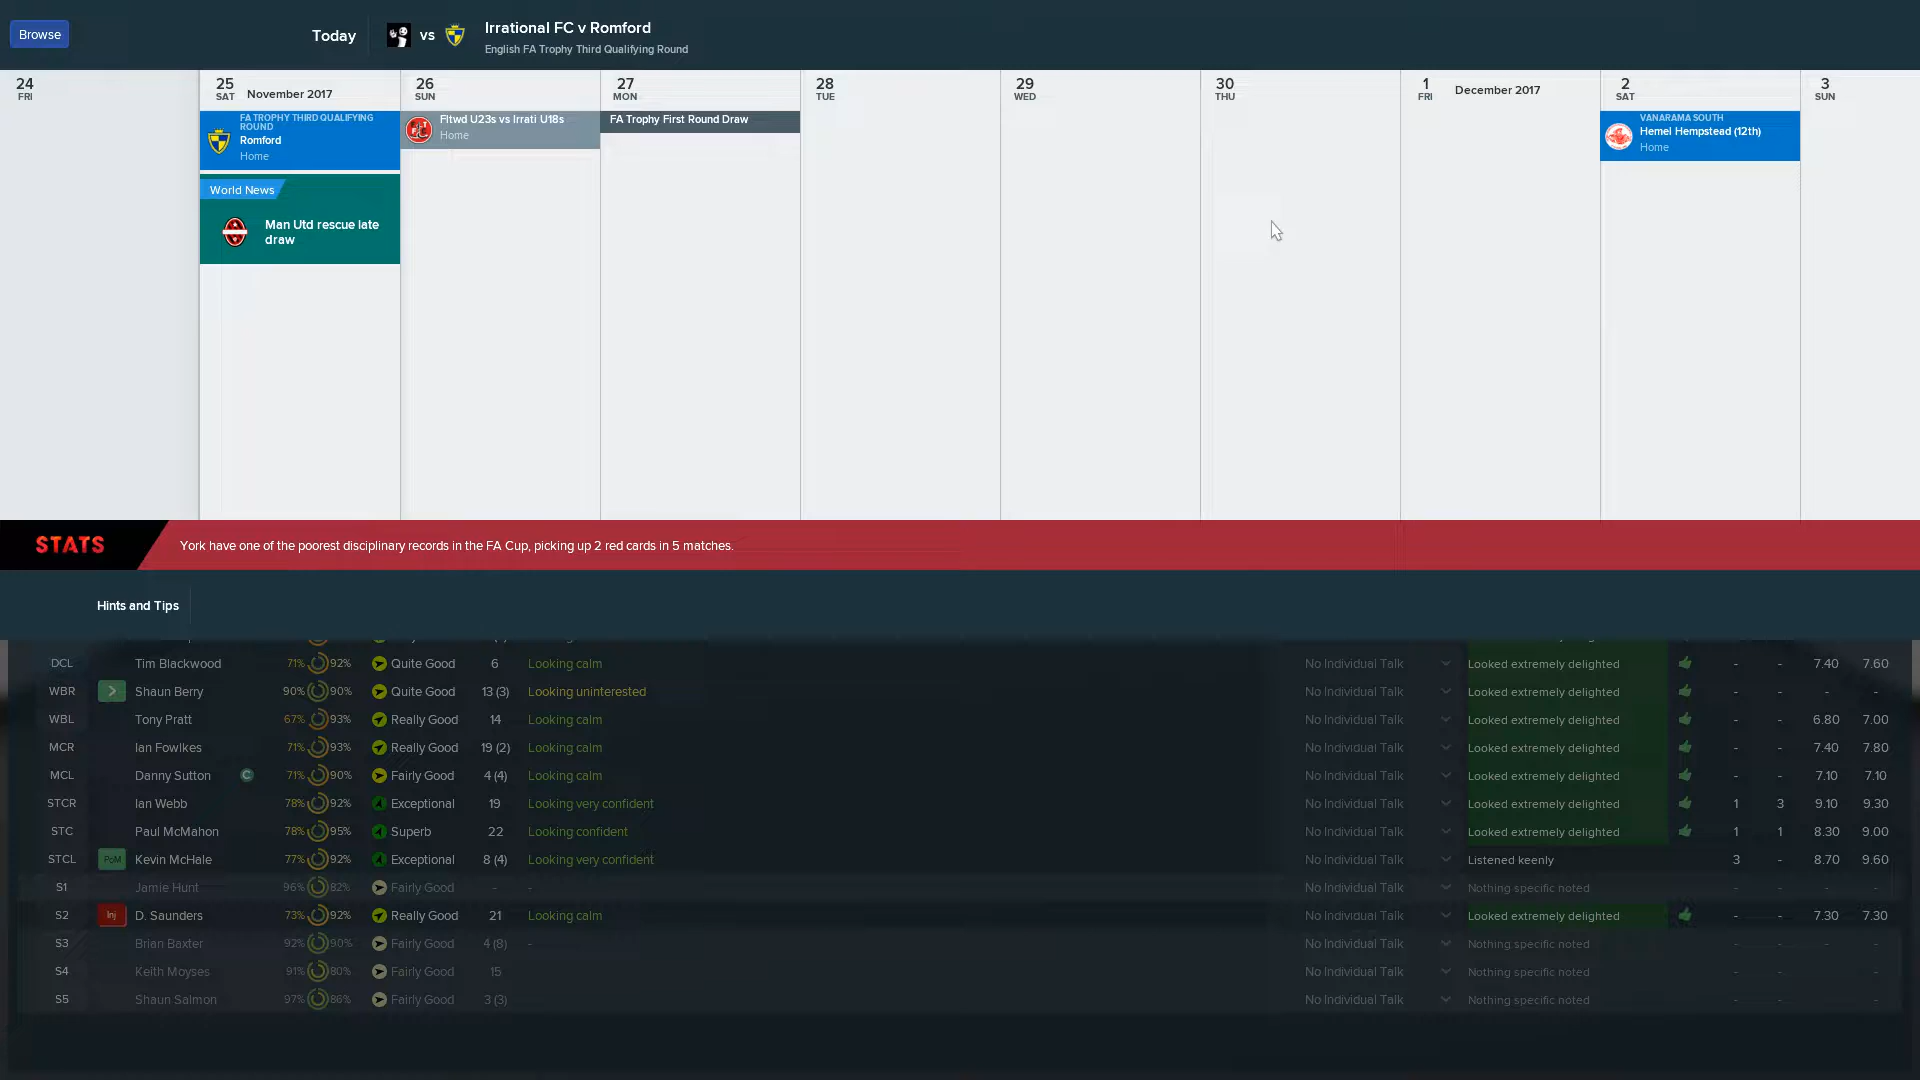 Browse
Today
vs
Irrational FC v Romford
English FA Trophy Third Qualifying Round
24
FRI
25
SAT
November 2017
26
SUN
27
MON
28
TUE
29
WED
30
THU
1
FRI
December 2017
2
SAT
3
SUN
FA TROPHY THIRD QUALIFYING
ROUND
Romford
Home
Fltwd U23s vs Irrati U18s
Home
FA Trophy First Round Draw
VANARAMA SOUTH
Hemel Hempstead (12th)
Home
World News
Man Utd rescue late
draw
STATS
York have one of the poorest disciplinary records in the FA Cup, picking up 2 red cards in 5 matches.
Hints and Tips
DCL Tim Blackwood 71% 92% Quite Good 6 Looking calm No Individual Talk Looked extremely delighted - - 7.40 7.60
WBR Shaun Berry 90% 90% Quite Good 13 (3) Looking uninterested No Individual Talk Looked extremely delighted - - - -
WBL Tony Pratt 67% 93% Really Good 14 Looking calm No Individual Talk Looked extremely delighted - - 6.80 7.00
MCR Ian Fowlkes 71% 93% Really Good 19 (2) Looking calm No Individual Talk Looked extremely delighted - - 7.40 7.80
MCL Danny Sutton C 71% 90% Fairly Good 4 (4) Looking calm No Individual Talk Looked extremely delighted - - 7.10 7.10
STCR Ian Webb 78% 92% Exceptional 19 Looking very confident No Individual Talk Looked extremely delighted 1 3 9.10 9.30
STC Paul McMahon 78% 95% Superb 22 Looking confident No Individual Talk Looked extremely delighted 1 1 8.30 9.00
STCL PoM Kevin McHale 77% 92% Exceptional 8 (4) Looking very confident No Individual Talk Listened keenly 3 - 8.70 9.60
S1 Jamie Hunt 96% 82% Fairly Good - - No Individual Talk Nothing specific noted - - - -
S2 Inj D. Saunders 73% 92% Really Good 21 Looking calm No Individual Talk Looked extremely delighted - - 7.30 7.30
S3 Brian Baxter 92% 90% Fairly Good 4 (8) - No Individual Talk Nothing specific noted - - - -
S4 Keith Moyses 91% 80% Fairly Good 15 No Individual Talk Nothing specific noted - - - -
S5 Shaun Salmon 97% 86% Fairly Good 3 (3) No Individual Talk Nothing specific noted - - - -